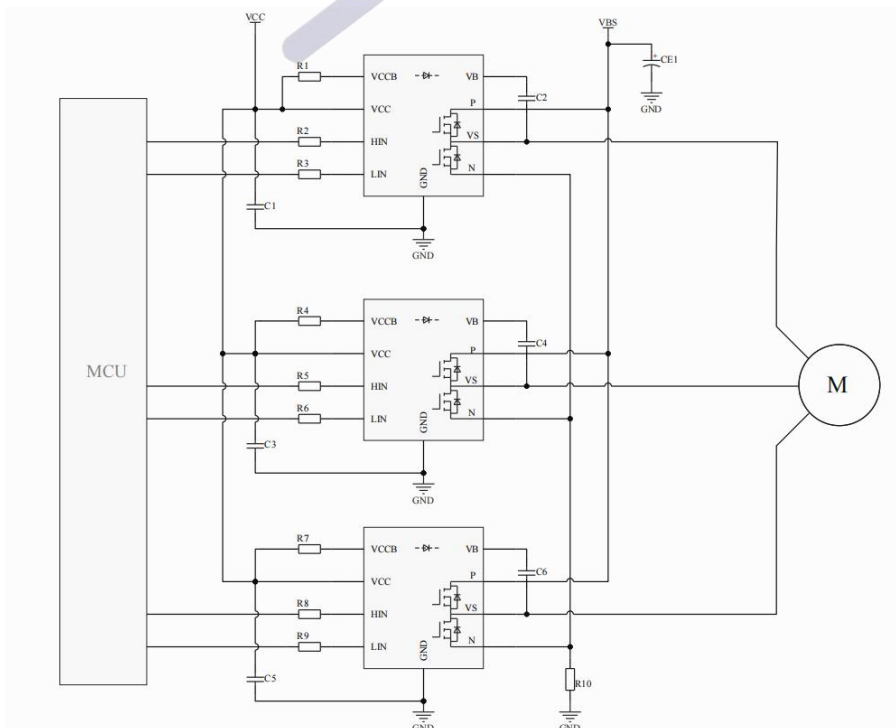 VCC
VBS
R1
VCCB
VB
CE1
VCC
P
C2
GND
R2
HIN
VS
R3
LIN
N
GND
C1
GND
R4
VCCB
VB
VCC
P
C4
MCU
R5
HIN
VS
M
R6
LIN
N
GND
C3
GND
R7
VCCB
VB
VCC
P
C6
R8
HIN
VS
R9
LIN
N
GND
C5
R10
GND
GND